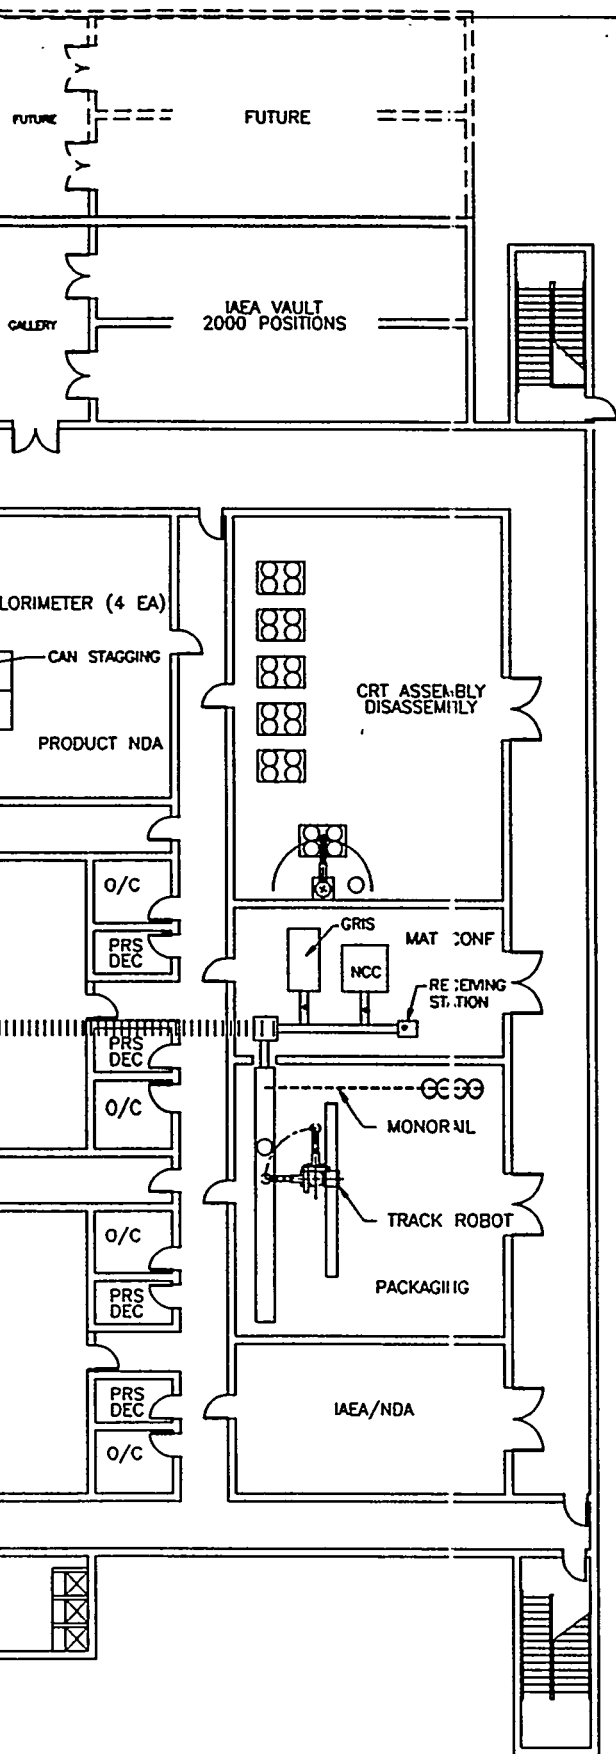 FUTURE
FUTURE
IAEA VAULT
2000 POSITIONS
GALLERY
LORIMETER (4 EA)
CAN STAGGING
PRODUCT NDA
CRT ASSEMBLY
DISASSEMBLY
O/C
PRS
DEC
GRIS
MAT CONF
NCC
RECEIVING
STATION
PRS
DEC
O/C
MONORAIL
TRACK ROBOT
O/C
PACKAGING
PRS
DEC
PRS
DEC
IAEA/NDA
O/C